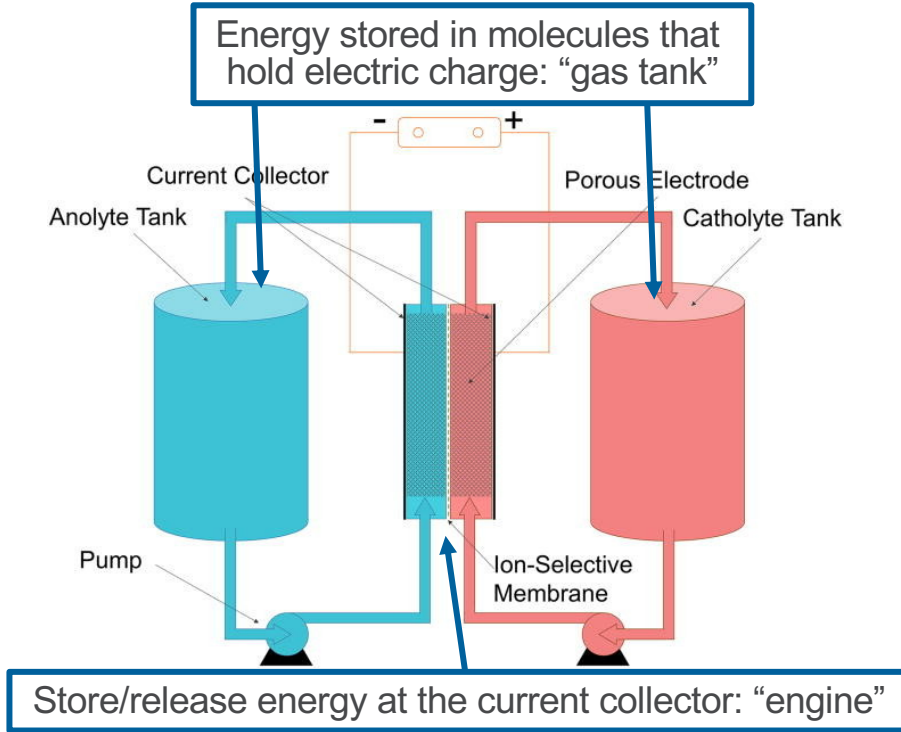 Energy stored in molecules that
hold electric charge: “gas tank”
- +
Current Collector
Porous Electrode
Anolyte Tank
Catholyte Tank
Pump
Ion-Selective
Membrane
Store/release energy at the current collector: “engine”